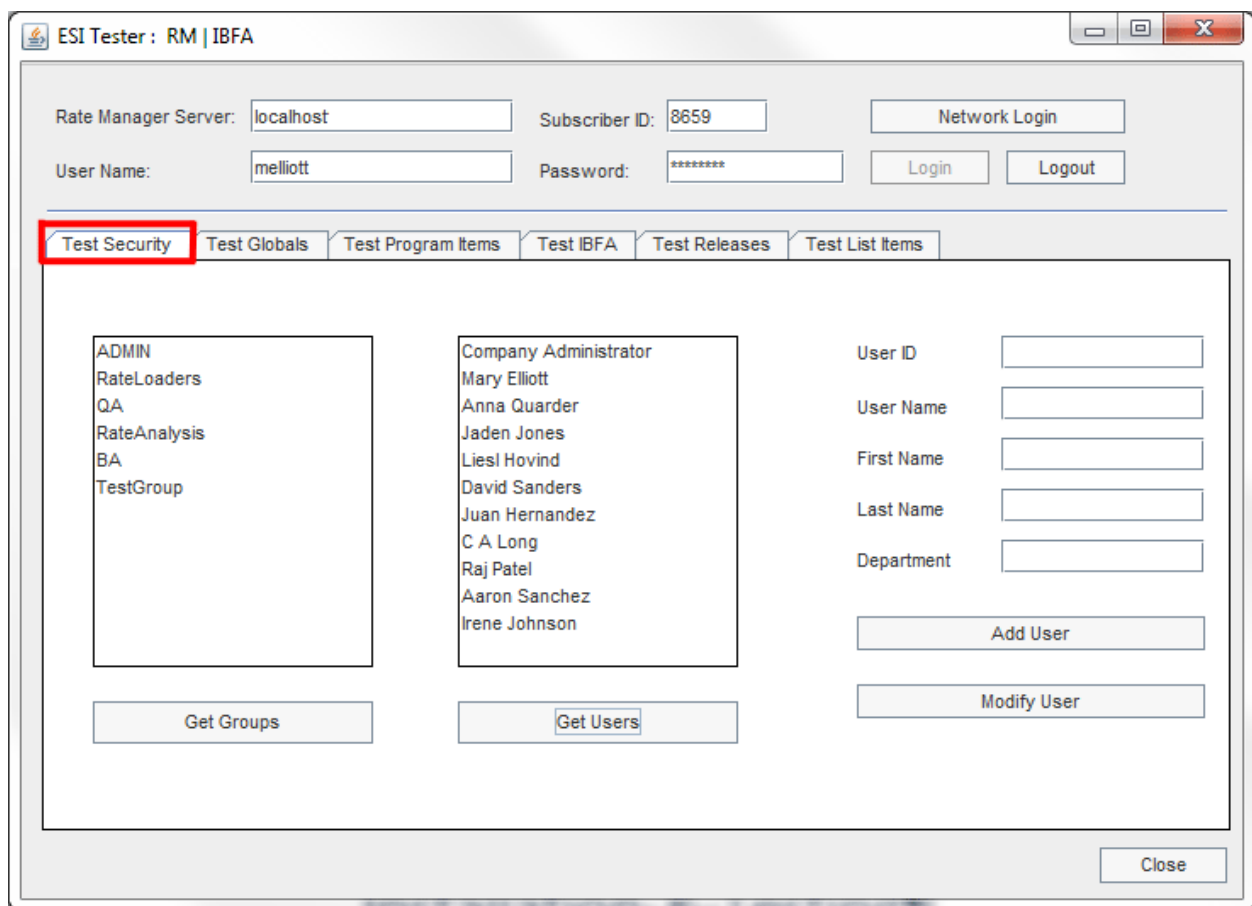 ESI Tester : RM | IBFA
Rate Manager Server: localhost Subscriber ID: 8659 Network Login
User Name: melliott Password: ******** Login Logout
Test Security Test Globals Test Program Items Test IBFA Test Releases Test List Items
ADMIN
RateLoaders
QA
RateAnalysis
BA
TestGroup
Get Groups
Company Administrator
Mary Elliott
Anna Quarder
Jaden Jones
Liesl Hovind
David Sanders
Juan Hernandez
C A Long
Raj Patel
Aaron Sanchez
Irene Johnson
Get Users
User ID
User Name
First Name
Last Name
Department
Add User
Modify User
Close